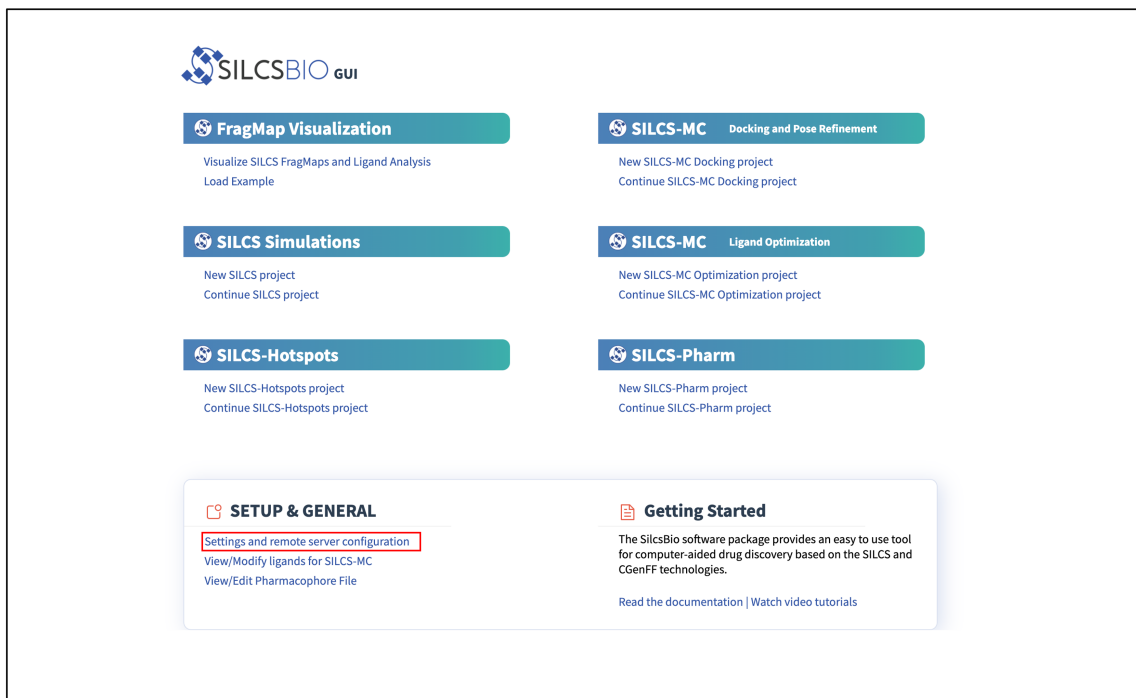 SILCSBIO GUI
FragMap Visualization
Visualize SILCS FragMaps and Ligand Analysis
Load Example
SILCS-MC Docking and Pose Refinement
New SILCS-MC Docking project
Continue SILCS-MC Docking project
SILCS Simulations
New SILCS project
Continue SILCS project
SILCS-MC Ligand Optimization
New SILCS-MC Optimization project
Continue SILCS-MC Optimization project
SILCS-Hotspots
New SILCS-Hotspots project
Continue SILCS-Hotspots project
SILCS-Pharm
New SILCS-Pharm project
Continue SILCS-Pharm project
SETUP & GENERAL
Settings and remote server configuration
View/Modify ligands for SILCS-MC
View/Edit Pharmacophore File
Getting Started
The SilcsBio software package provides an easy to use tool
for computer-aided drug discovery based on the SILCS and
CGenFF technologies.
Read the documentation | Watch video tutorials